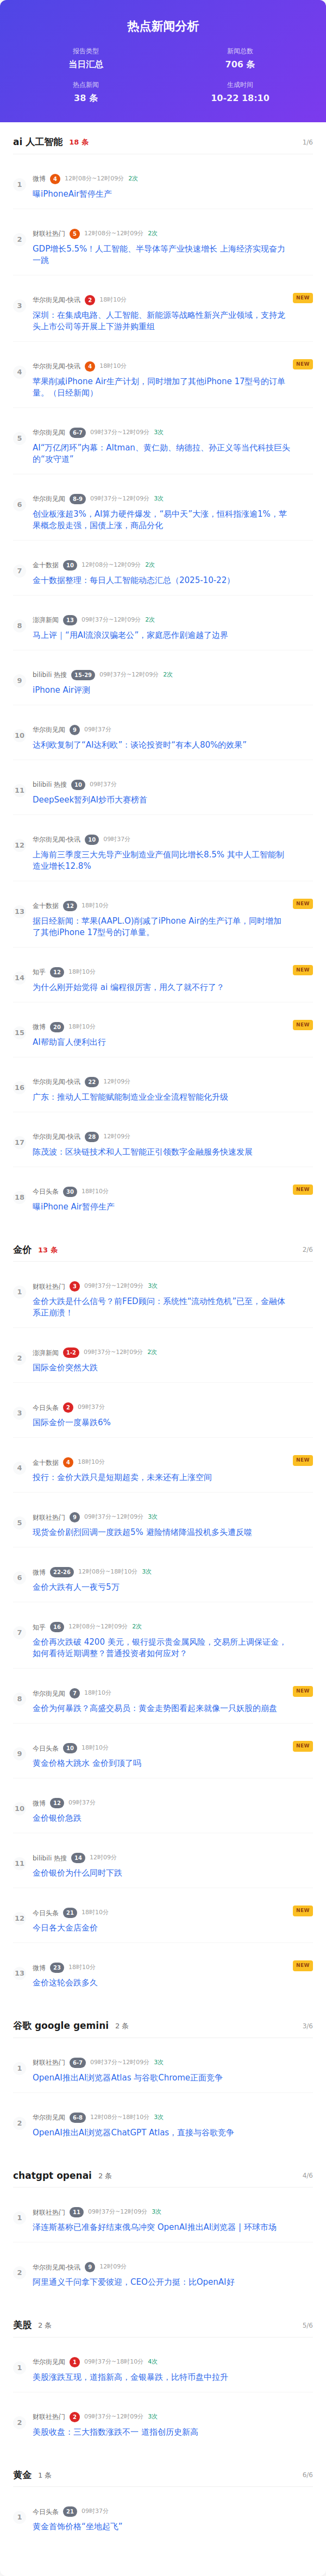 热点新闻分析
报告类型
当日汇总
新闻总数
706 条
热点新闻
38 条
生成时间
10-22 18:10
ai 人工智能 18 条 1/6
1 微博 4 12时08分~12时09分 2次
曝iPhoneAir暂停生产
2 财联社热门 5 12时08分~12时09分 2次
GDP增长5.5%！人工智能、半导体等产业快速增长 上海经济实现奋力
一跳
3 华尔街见闻-快讯 2 18时10分 NEW
深圳：在集成电路、人工智能、新能源等战略性新兴产业领域，支持龙
头上市公司等开展上下游并购重组
4 华尔街见闻-快讯 4 18时10分 NEW
苹果削减iPhone Air生产计划，同时增加了其他iPhone 17型号的订单
量。（日经新闻）
5 华尔街见闻 6-7 09时37分~12时09分 3次
AI“万亿闭环”内幕：Altman、黄仁勋、纳德拉、孙正义等当代科技巨头
的“攻守道”
6 华尔街见闻 8-9 09时37分~12时09分 3次
创业板涨超3%，AI算力硬件爆发，“易中天”大涨，恒科指涨逾1%，苹
果概念股走强，国债上涨，商品分化
7 金十数据 10 12时08分~12时09分 2次
金十数据整理：每日人工智能动态汇总（2025-10-22）
8 澎湃新闻 13 09时37分~12时09分 2次
马上评｜“用AI流浪汉骗老公”，家庭恶作剧逾越了边界
9 bilibili 热搜 15-29 09时37分~12时09分 2次
iPhone Air评测
10 华尔街见闻 9 09时37分
达利欧复制了“AI达利欧”：谈论投资时“有本人80%的效果”
11 bilibili 热搜 10 09时37分
DeepSeek暂列AI炒币大赛榜首
12 华尔街见闻-快讯 10 09时37分
上海前三季度三大先导产业制造业产值同比增长8.5% 其中人工智能制
造业增长12.8%
13 金十数据 12 18时10分 NEW
据日经新闻：苹果(AAPL.O)削减了iPhone Air的生产订单，同时增加
了其他iPhone 17型号的订单量。
14 知乎 12 18时10分 NEW
为什么刚开始觉得 ai 编程很厉害，用久了就不行了？
15 微博 20 18时10分 NEW
AI帮助盲人便利出行
16 华尔街见闻-快讯 22 12时09分
广东：推动人工智能赋能制造业企业全流程智能化升级
17 华尔街见闻-快讯 28 12时09分
陈茂波：区块链技术和人工智能正引领数字金融服务快速发展
18 今日头条 30 18时10分 NEW
曝iPhone Air暂停生产
金价 13 条 2/6
1 财联社热门 3 09时37分~12时09分 3次
金价大跌是什么信号？前FED顾问：系统性“流动性危机”已至，金融体
系正崩溃！
2 澎湃新闻 1-2 09时37分~12时09分 2次
国际金价突然大跌
3 今日头条 2 09时37分
国际金价一度暴跌6%
4 金十数据 4 18时10分 NEW
投行：金价大跌只是短期超卖，未来还有上涨空间
5 财联社热门 9 09时37分~12时09分 3次
现货金价剧烈回调一度跌超5% 避险情绪降温投机多头遭反噬
6 微博 22-26 12时08分~18时10分 3次
金价大跌有人一夜亏5万
7 知乎 16 12时08分~12时09分 2次
金价再次跌破 4200 美元，银行提示贵金属风险，交易所上调保证金，
如何看待近期调整？普通投资者如何应对？
8 华尔街见闻 7 18时10分 NEW
金价为何暴跌？高盛交易员：黄金走势图看起来就像一只妖股的崩盘
9 今日头条 10 18时10分 NEW
黄金价格大跳水 金价到顶了吗
10 微博 12 09时37分
金价银价急跌
11 bilibili 热搜 14 12时09分
金价银价为什么同时下跌
12 今日头条 21 18时10分 NEW
今日各大金店金价
13 微博 23 18时10分 NEW
金价这轮会跌多久
谷歌 google gemini 2 条 3/6
1 财联社热门 6-7 09时37分~12时09分 3次
OpenAI推出AI浏览器Atlas 与谷歌Chrome正面竞争
2 华尔街见闻 6-8 12时08分~18时10分 3次
OpenAI推出AI浏览器ChatGPT Atlas，直接与谷歌竞争
chatgpt openai 2 条 4/6
1 财联社热门 11 09时37分~12时09分 3次
泽连斯基称已准备好结束俄乌冲突 OpenAI推出AI浏览器 | 环球市场
2 华尔街见闻-快讯 9 12时09分
阿里通义千问拿下爱彼迎，CEO公开力挺：比OpenAI好
美股 2 条 5/6
1 华尔街见闻 1 09时37分~18时10分 4次
美股涨跌互现，道指新高，金银暴跌，比特币盘中拉升
2 财联社热门 2 09时37分~12时09分 3次
美股收盘：三大指数涨跌不一 道指创历史新高
黄金 1 条 6/6
1 今日头条 21 09时37分
黄金首饰价格“坐地起飞”